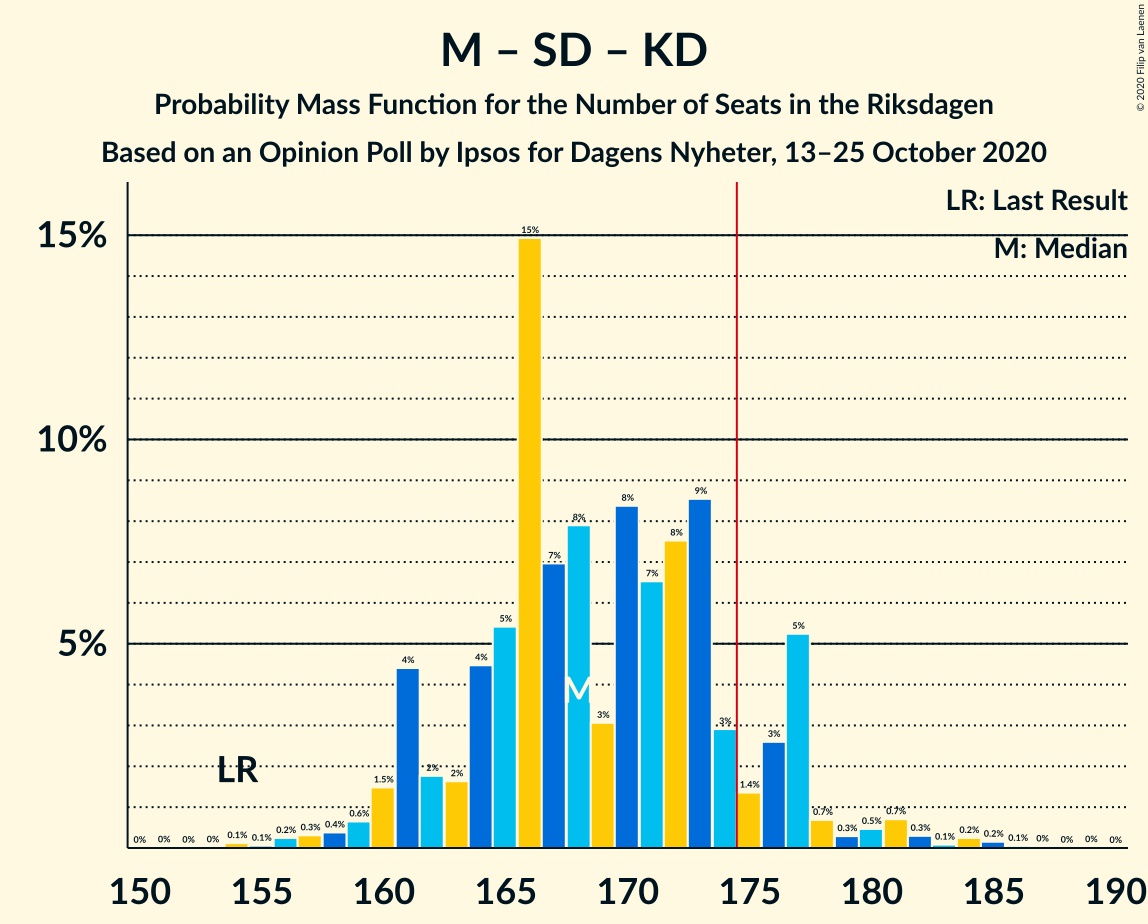 M – SD – KD
Probability Mass Function for the Number of Seats in the Riksdagen
Based on an Opinion Poll by Ipsos for Dagens Nyheter, 13–25 October 2020
© 2020 Filip van Laenen
LR: Last Result
M: Median
15%
10%
5%
LR
M
0% 0% 0% 0% 0.1% 0.1% 0.2% 0.3% 0.4% 0.6% 1.5% 4% 2% 2% 4% 5% 15% 7% 8% 3% 8% 7% 8% 9% 3% 1.4% 3% 5% 0.7% 0.3% 0.5% 0.7% 0.3% 0.1% 0.2% 0.2% 0.1% 0% 0% 0% 0%
150 155 160 165 170 175 180 185 190